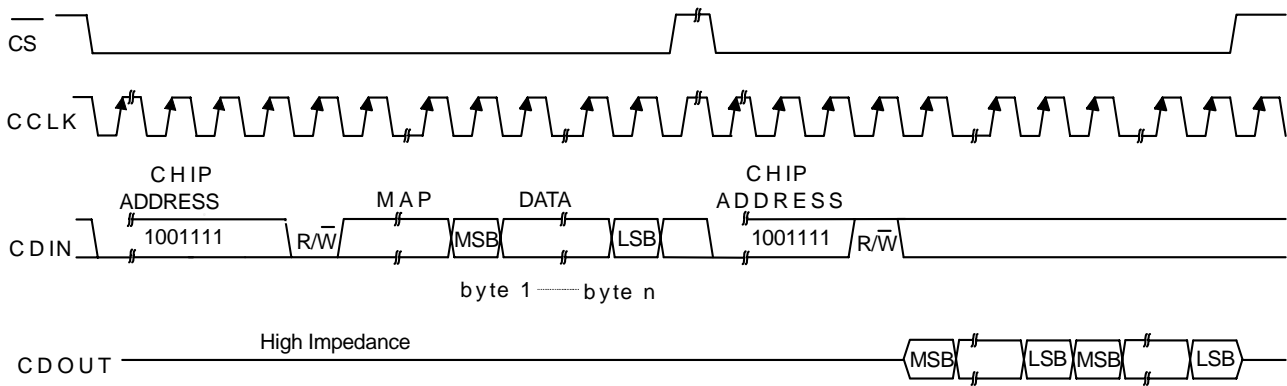 CS
CCLK
CHIP
ADDRESS
MAP
DATA
CHIP
ADDRESS
CDIN
1001111
R/W
MSB
LSB
1001111
R/W
byte 1
byte n
High Impedance
CDOUT
MSB
LSB
MSB
LSB